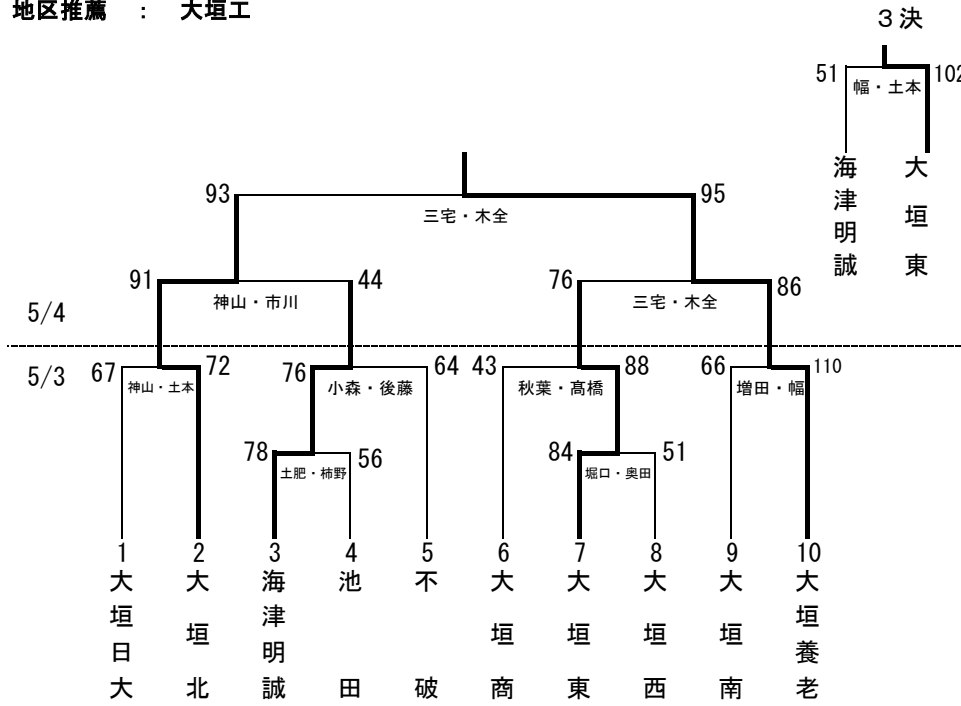 地区推薦 ： 大垣工
３決
51 102
幅・土本
海津明誠
大垣東
93 95
三宅・木全
91 44 76 86
神山・市川 三宅・木全
5/4
5/3
67 72 76 64 43 88 66 110
神山・土本 小森・後藤 秋葉・髙橋 増田・幅
78 56 84 51
土肥・柿野 堀口・奥田
1 2 3 4 5 6 7 8 9 10
大垣日大
大垣北
海津明誠
池田
不破
大垣商
大垣東
大垣西
大垣南
大垣養老